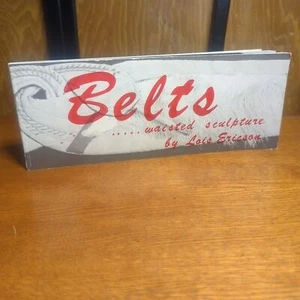 Belts
.....waisted sculpture
by Lois Ericson